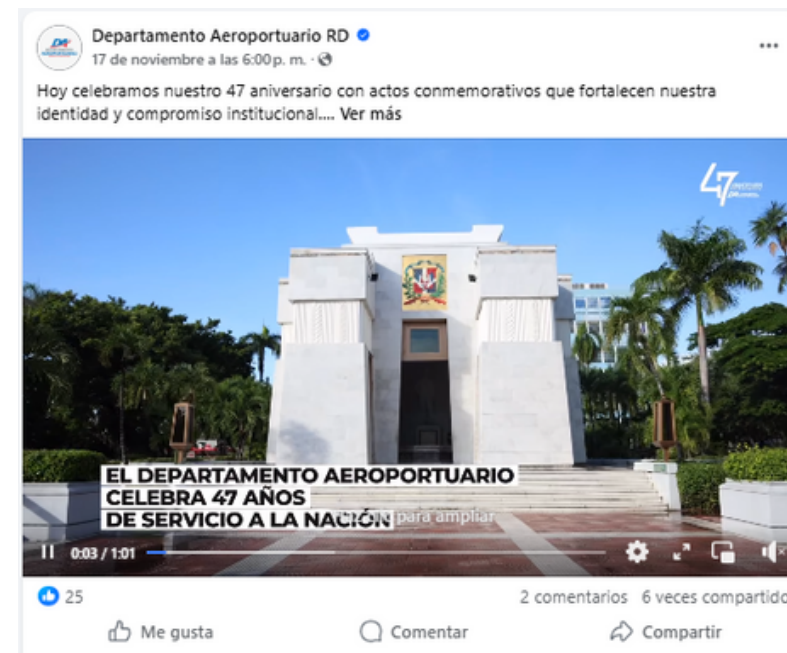 Departamento Aeroportuario RD
17 de noviembre a las 6:00 p. m. ·
Hoy celebramos nuestro 47 aniversario con actos conmemorativos que fortalecen nuestra
identidad y compromiso institucional.... Ver más
47
EL DEPARTAMENTO AEROPORTUARIO
CELEBRA 47 AÑOS
DE SERVICIO A LA NACIÓN
para ampliar
0:03 / 1:01
25
2 comentarios 6 veces compartido
Me gusta
Comentar
Compartir